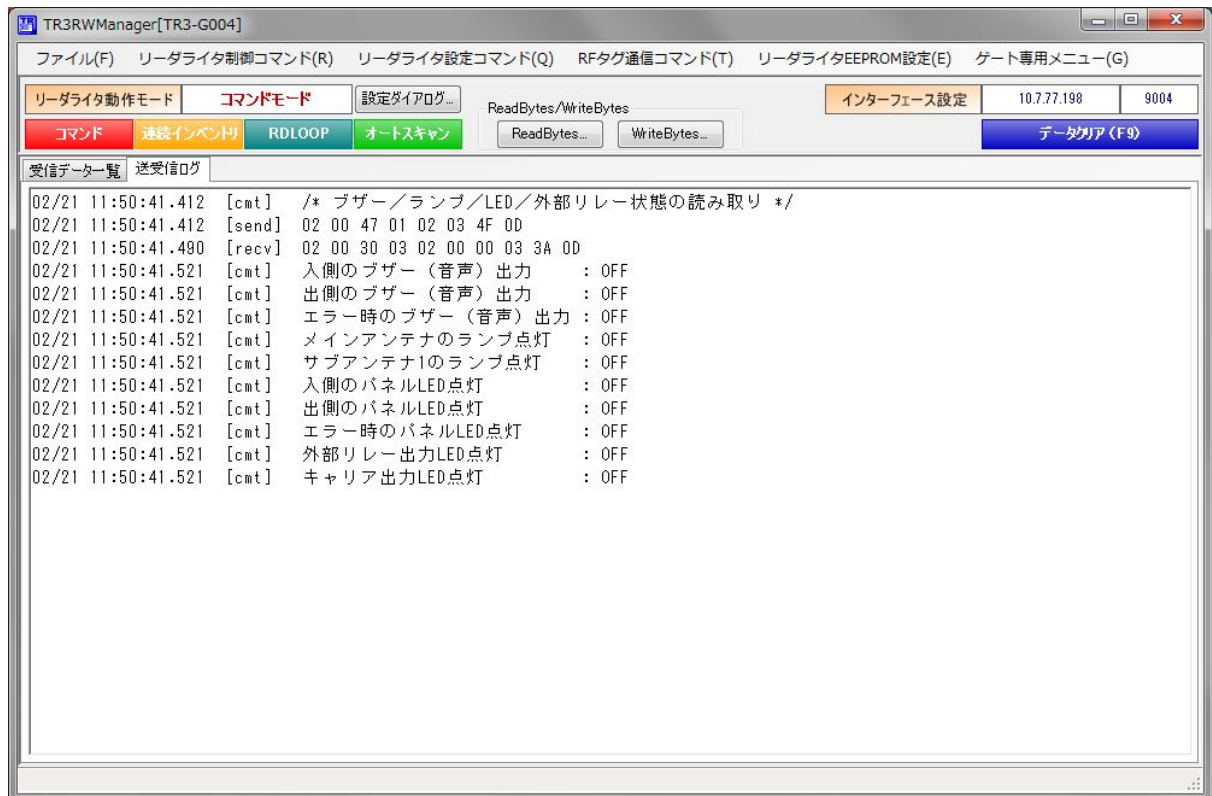 TR3RWManager[TR3-G004]
ファイル(F) リーダライタ制御コマンド(R) リーダライタ設定コマンド(Q) RFタグ通信コマンド(T) リーダライタEEPROM設定(E) ゲート専用メニュー(G)
リーダライタ動作モード コマンドモード 設定ダイアログ... ReadBytes/WriteBytes インターフェース設定 10.7.77.198 9004
コマンド 連続インベントリ RDLOOP オートスキャン ReadBytes... WriteBytes... データクリア (F9)
受信データ一覧 送受信ログ
02/21 11:50:41.412 [cmt] /* ブザー／ランプ／LED／外部リレー状態の読み取り */
02/21 11:50:41.412 [send] 02 00 47 01 02 03 4F 0D
02/21 11:50:41.490 [recv] 02 00 30 03 02 00 00 03 3A 0D
02/21 11:50:41.521 [cmt] 入側のブザー（音声）出力 : OFF
02/21 11:50:41.521 [cmt] 出側のブザー（音声）出力 : OFF
02/21 11:50:41.521 [cmt] エラー時のブザー（音声）出力 : OFF
02/21 11:50:41.521 [cmt] メインアンテナのランプ点灯 : OFF
02/21 11:50:41.521 [cmt] サブアンテナ1のランプ点灯 : OFF
02/21 11:50:41.521 [cmt] 入側のパネルLED点灯 : OFF
02/21 11:50:41.521 [cmt] 出側のパネルLED点灯 : OFF
02/21 11:50:41.521 [cmt] エラー時のパネルLED点灯 : OFF
02/21 11:50:41.521 [cmt] 外部リレー出力LED点灯 : OFF
02/21 11:50:41.521 [cmt] キャリア出力LED点灯 : OFF